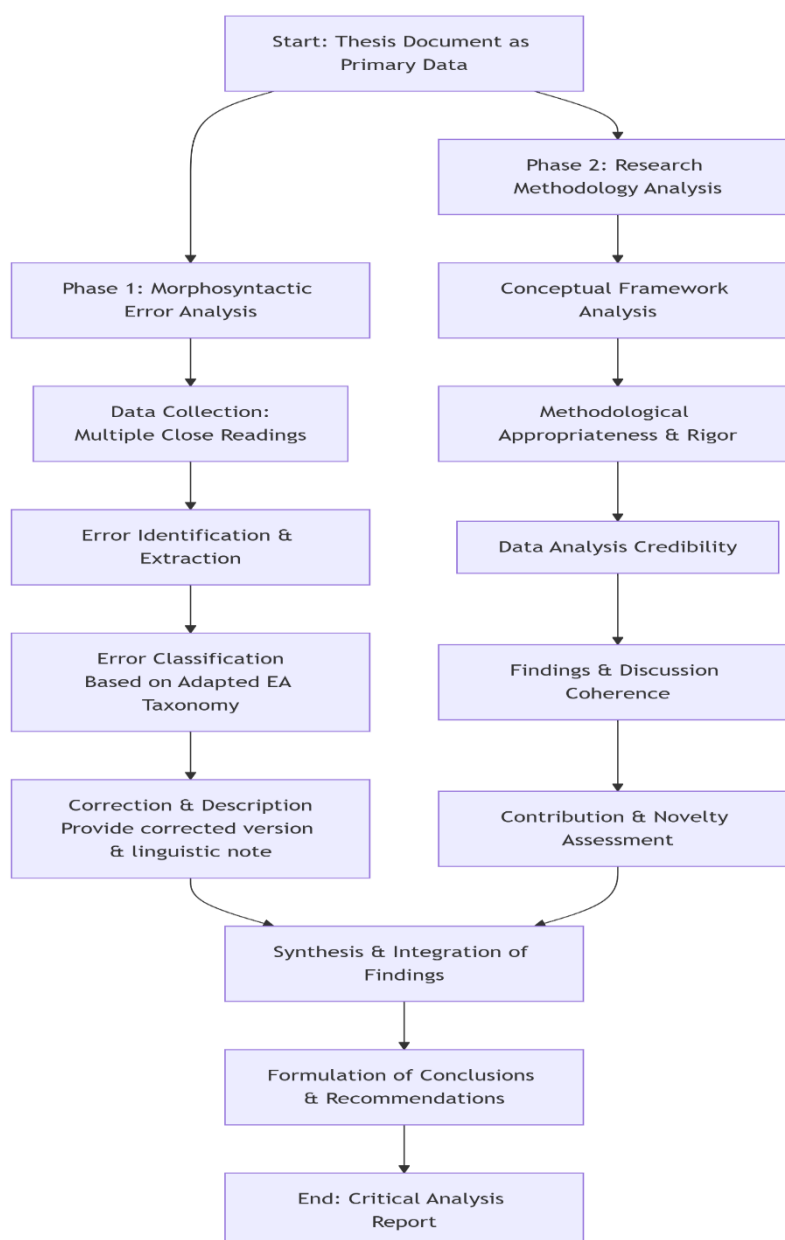 Start: Thesis Document as
Primary Data
Phase 2: Research
Methodology Analysis
Phase 1: Morphosyntactic
Error Analysis
Conceptual Framework
Analysis
Data Collection:
Multiple Close Readings
Methodological
Appropriateness & Rigor
Error Identification &
Extraction
Data Analysis Credibility
Error Classification
Based on Adapted EA
Taxonomy
Findings & Discussion
Coherence
Correction & Description
Provide corrected version
& linguistic note
Contribution & Novelty
Assessment
Synthesis & Integration of
Findings
Formulation of Conclusions
& Recommendations
End: Critical Analysis
Report